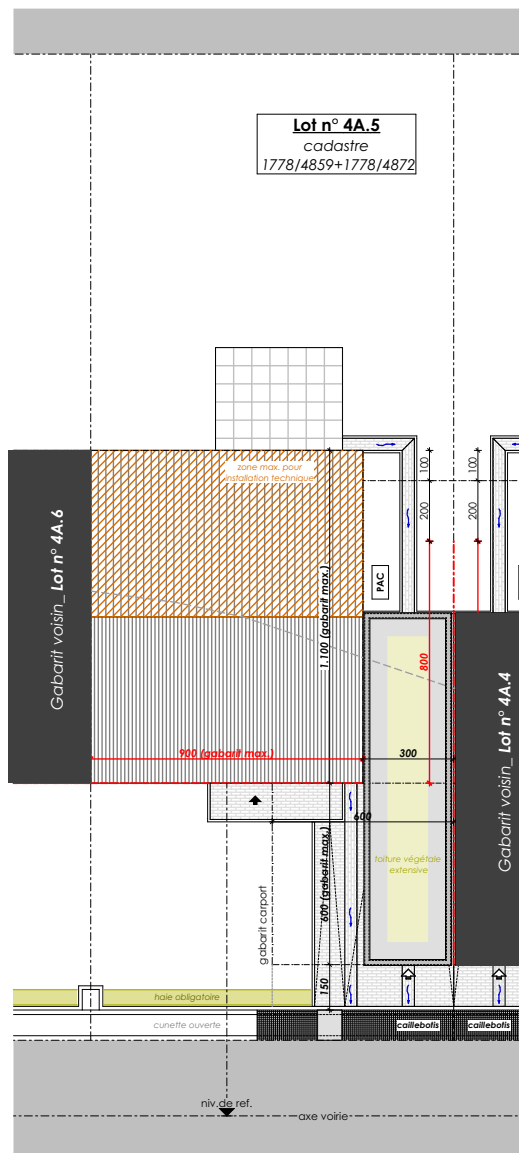 Lot n° 4A.5
cadastre
1778/4859+1778/4872
zone max. pour
installation technique
100
100
200
200
Gabarit voisin_ Lot n° 4A.6
PAC
1.100 (gabarit max.)
800
Gabarit voisin_ Lot n° 4A.4
900 (gabarit max.)
300
600
toiture végétale
extensive
600 (gabarit max.)
gabarit carport
150
haie obligatoire
cunette ouverte
caillebotis
caillebotis
niv.de ref.
axe voirie